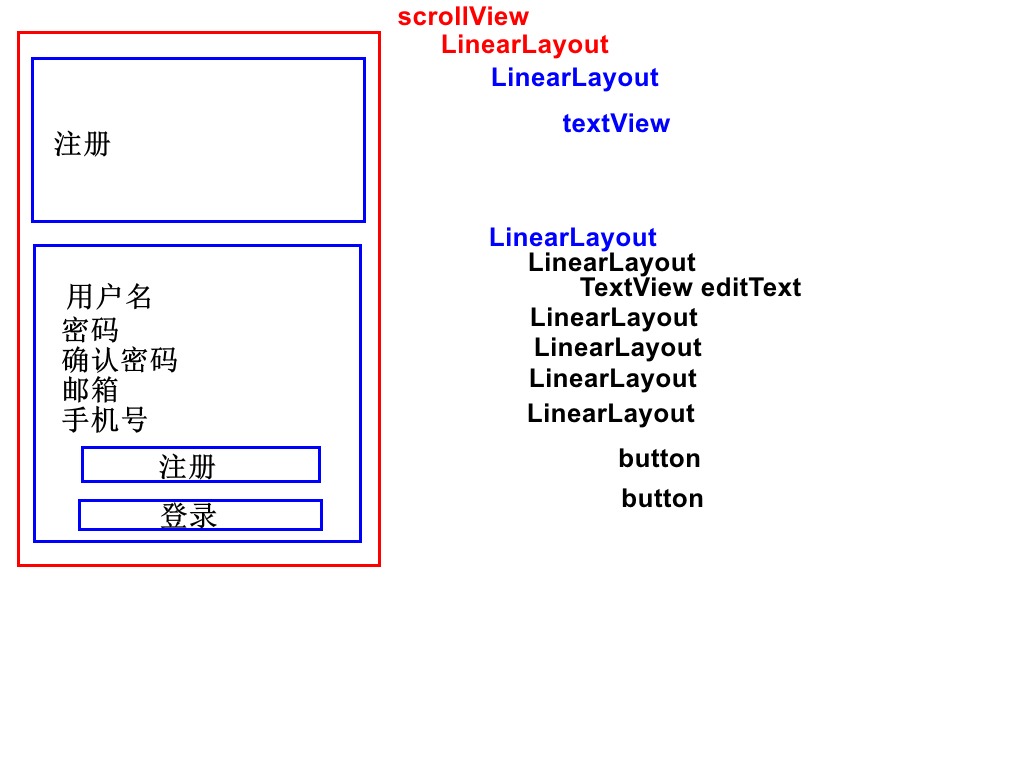 scrollView
LinearLayout
LinearLayout
textView
注册
LinearLayout
LinearLayout
TextView editText
用户名
LinearLayout
密码
LinearLayout
确认密码
LinearLayout
邮箱
LinearLayout
手机号
button
注册
button
登录